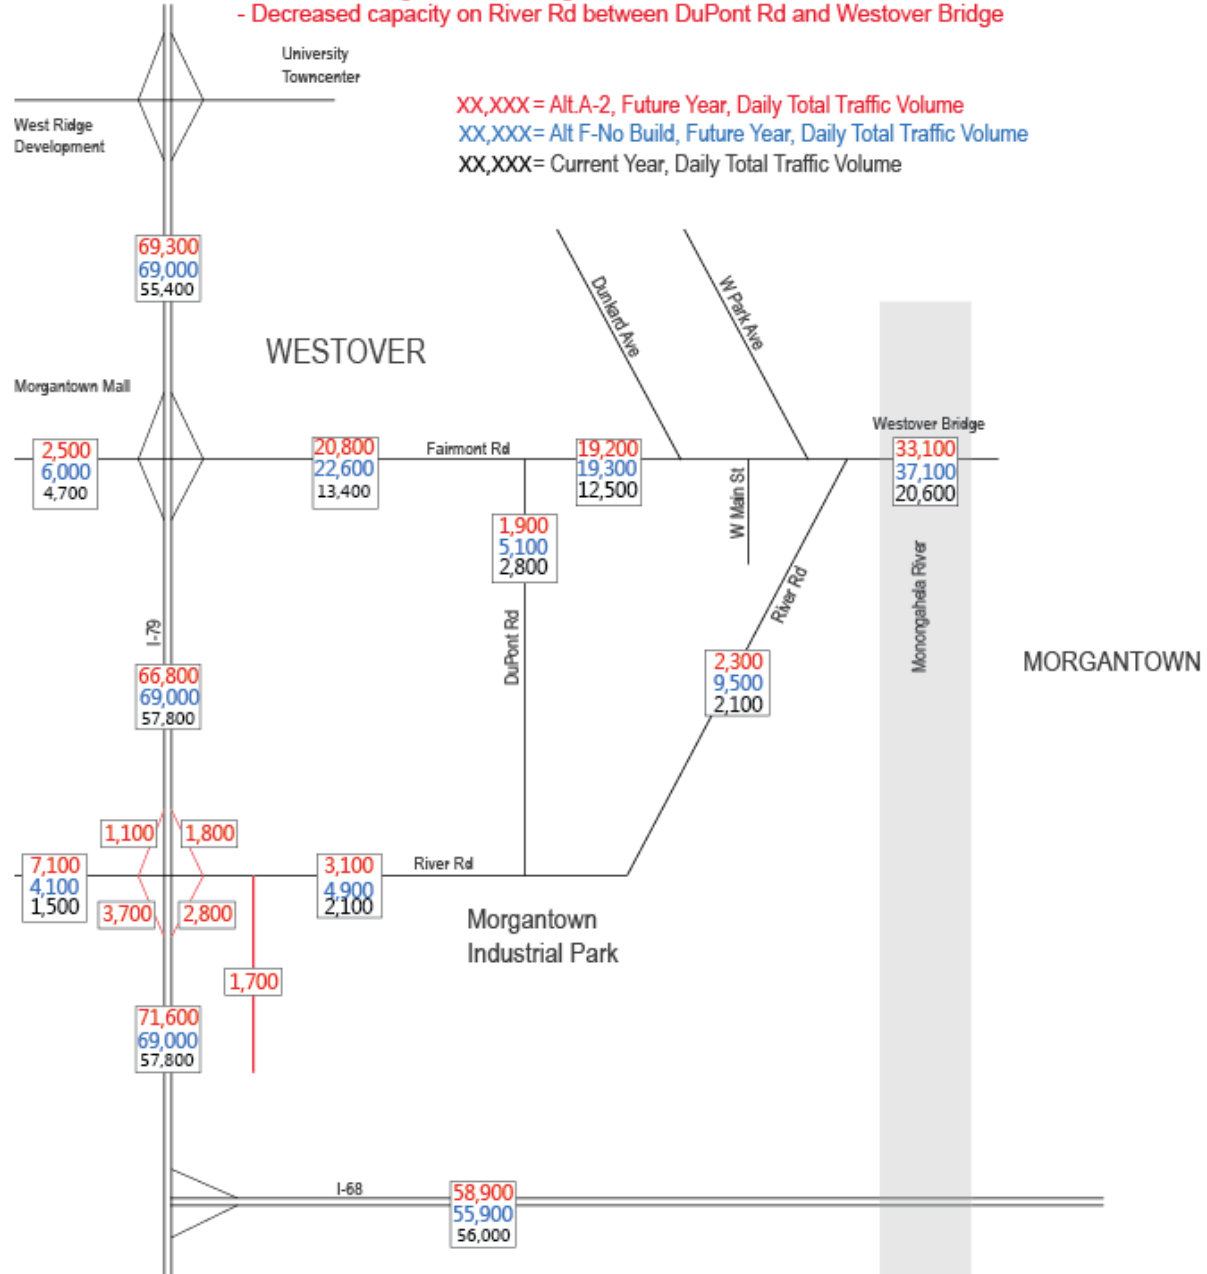 - Decreased capacity on River Rd between DuPont Rd and Westover Bridge
University
Towncenter
XX,XXX = Alt.A-2, Future Year, Daily Total Traffic Volume
XX,XXX= Alt F-No Build, Future Year, Daily Total Traffic Volume
XX,XXX= Current Year, Daily Total Traffic Volume
West Ridge
Development
69,300
69,000
55,400
Dunkard Ave
W Park Ave
WESTOVER
Morgantown Mall
Westover Bridge
2,500
6,000
4,700
20,800
22,600
13,400
Fairmont Rd
19,200
19,300
12,500
33,100
37,100
20,600
W Main St
1,900
5,100
2,800
River Rd
Monongahela River
I-79
DuPont Rd
66,800
69,000
57,800
2,300
9,500
2,100
MORGANTOWN
1,100
1,800
7,100
4,100
1,500
3,100
4,900
2,100
River Rd
3,700
2,800
Morgantown
Industrial Park
1,700
71,600
69,000
57,800
I-68
58,900
55,900
56,000